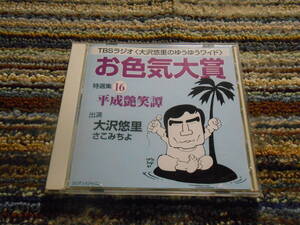 TBSラジオ〈大沢悠里のゆうゆうワイド〉
お色気大賞
特選集 16
平成艶笑譚
出演
大沢悠里
さこみちよ